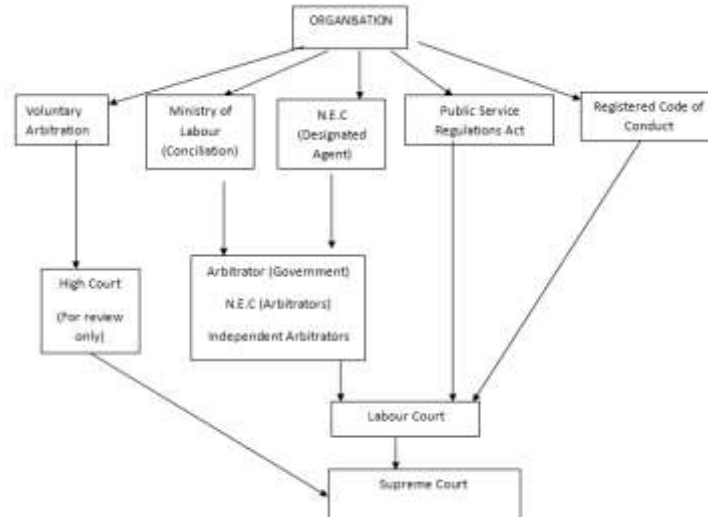 ORGANISATION
Voluntary
Arbitration
Ministry of
Labour
(Conciliation)
N.E.C
(Designated
Agent)
Public Service
Regulations Act
Registered Code of
Conduct
High Court
(For review
only)
Arbitrator (Government)
N.E.C (Arbitrators)
Independent Arbitrators
Labour Court
Supreme Court